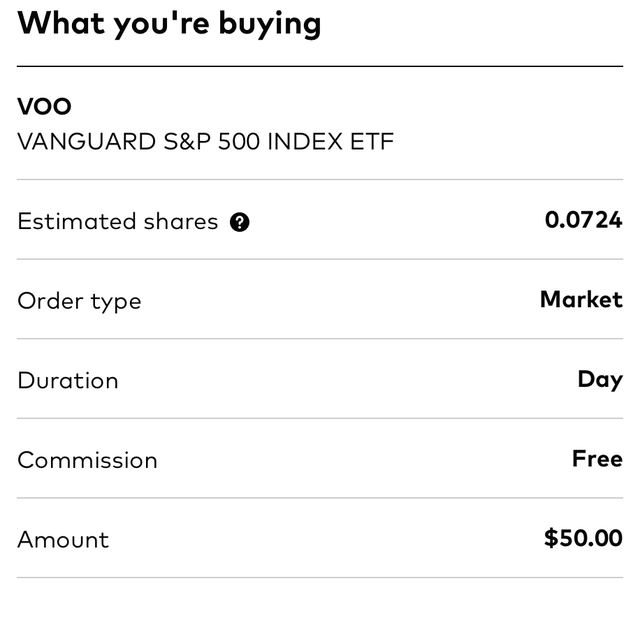 What you're buying
VOO
VANGUARD S&P 500 INDEX ETF
Estimated shares ?
0.0724
Order type
Market
Duration
Day
Commission
Free
Amount
$50.00